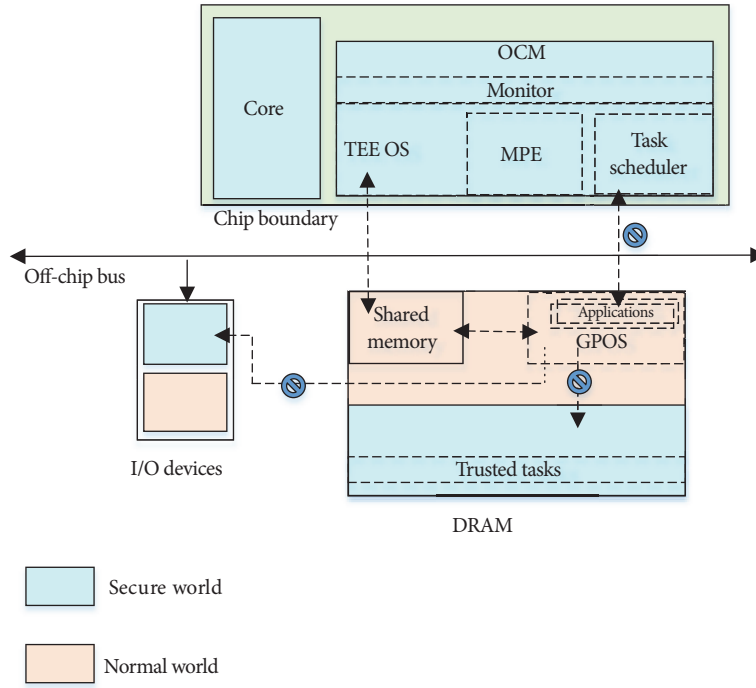 OCM
Monitor
Core
TEE OS
MPE
Task
scheduler
Chip boundary
Off-chip bus
Shared
memory
Applications
GPOS
Trusted tasks
I/O devices
DRAM
Secure world
Normal world